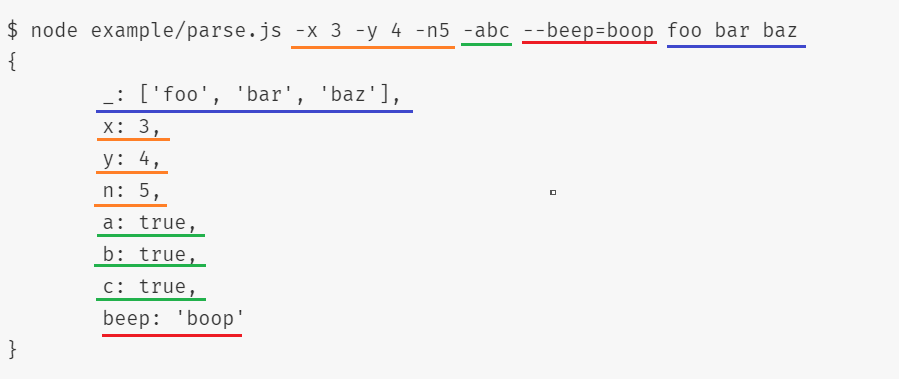 $ node example/parse.js -x 3 -y 4 -n5 -abc --beep=boop foo bar baz
{
_: ['foo', 'bar', 'baz'],
x: 3,
y: 4,
n: 5,
a: true,
b: true,
c: true,
beep: 'boop'
}